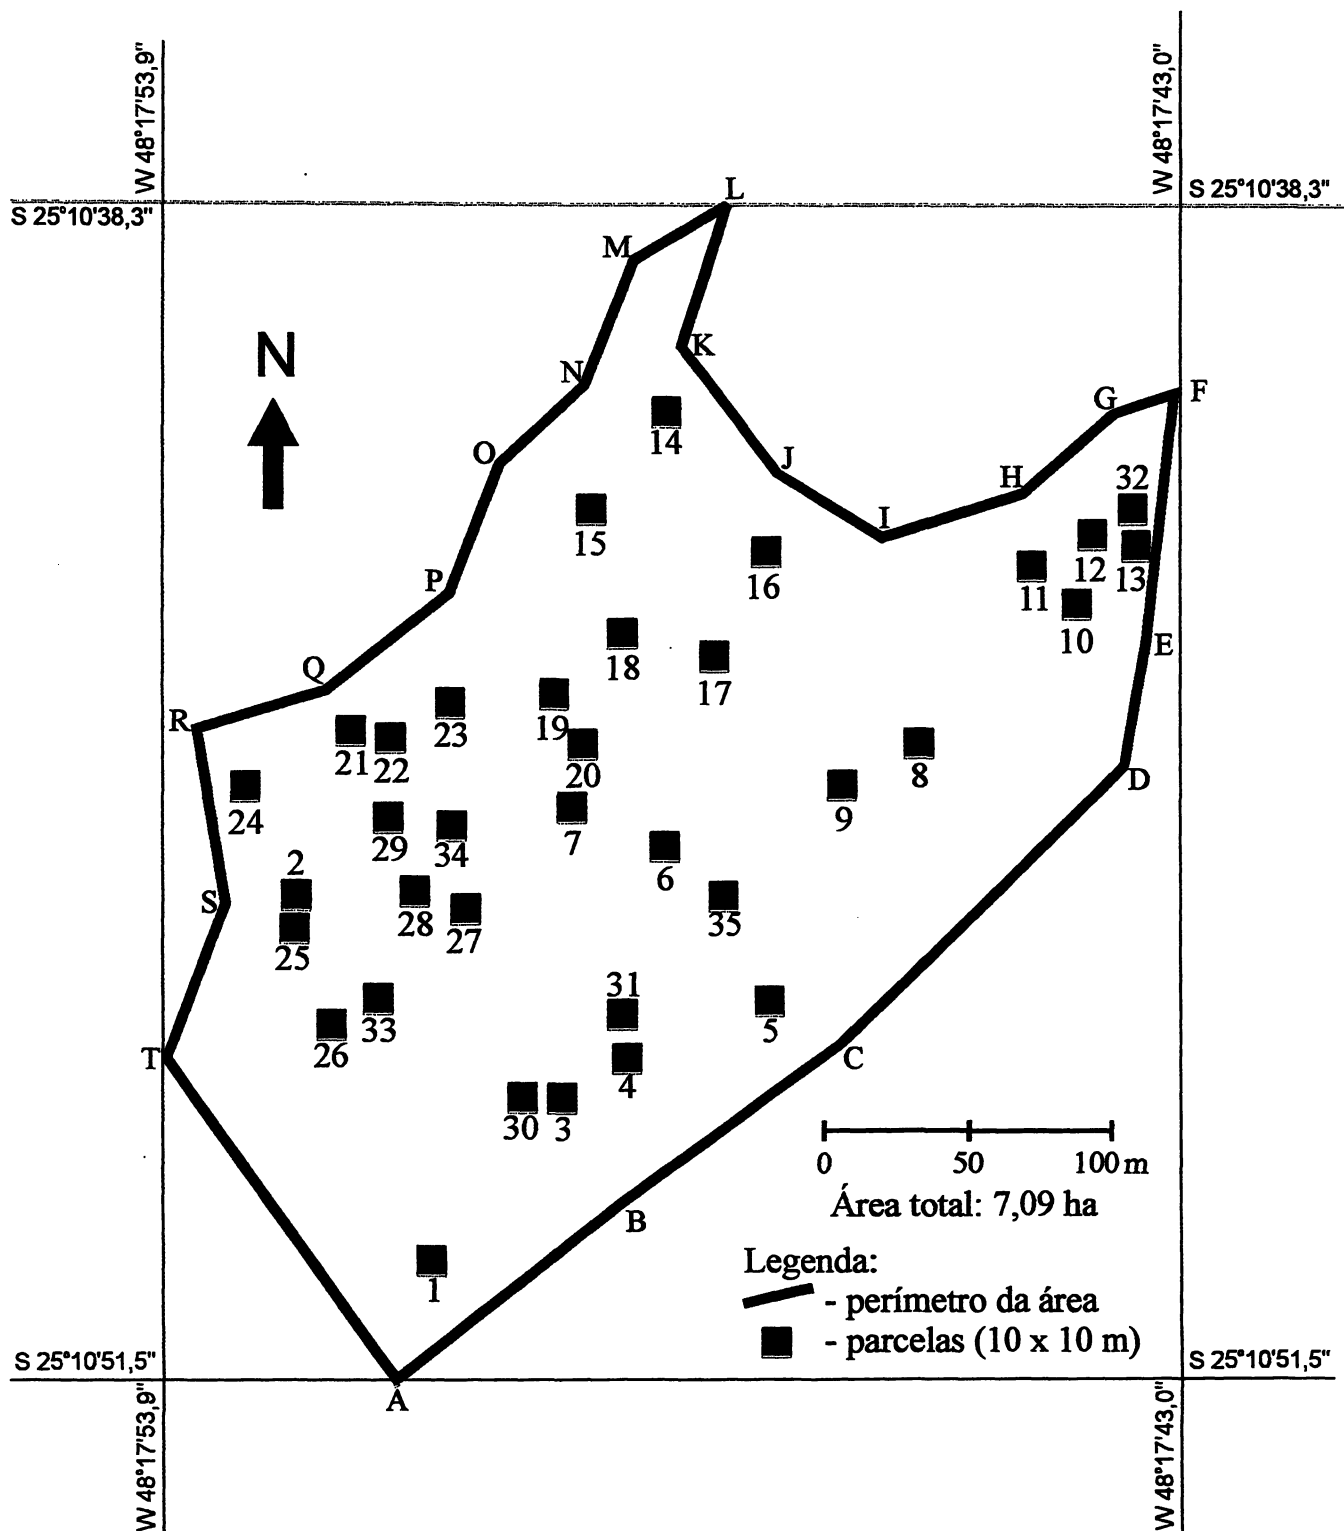 W 48°17'53,9"
W 48°17'43,0"
S 25°10'38,3"
S 25°10'38,3"
L
M
K
N
N
G
F
14
O
J
H
32
I
15
12
13
16
11
P
10
E
18
Q
17
R
19
23
21
22
20
8
D
24
9
7
29
34
2
6
S
28
27
35
25
31
33
26
5
T
C
4
30
3
0
50
100 m
Área total: 7,09 ha
B
Legenda:
1
- perímetro da área
- parcelas (10 x 10 m)
S 25°10'51,5"
S 25°10'51,5"
A
W 48°17'53,9"
W 48°17'43,0"